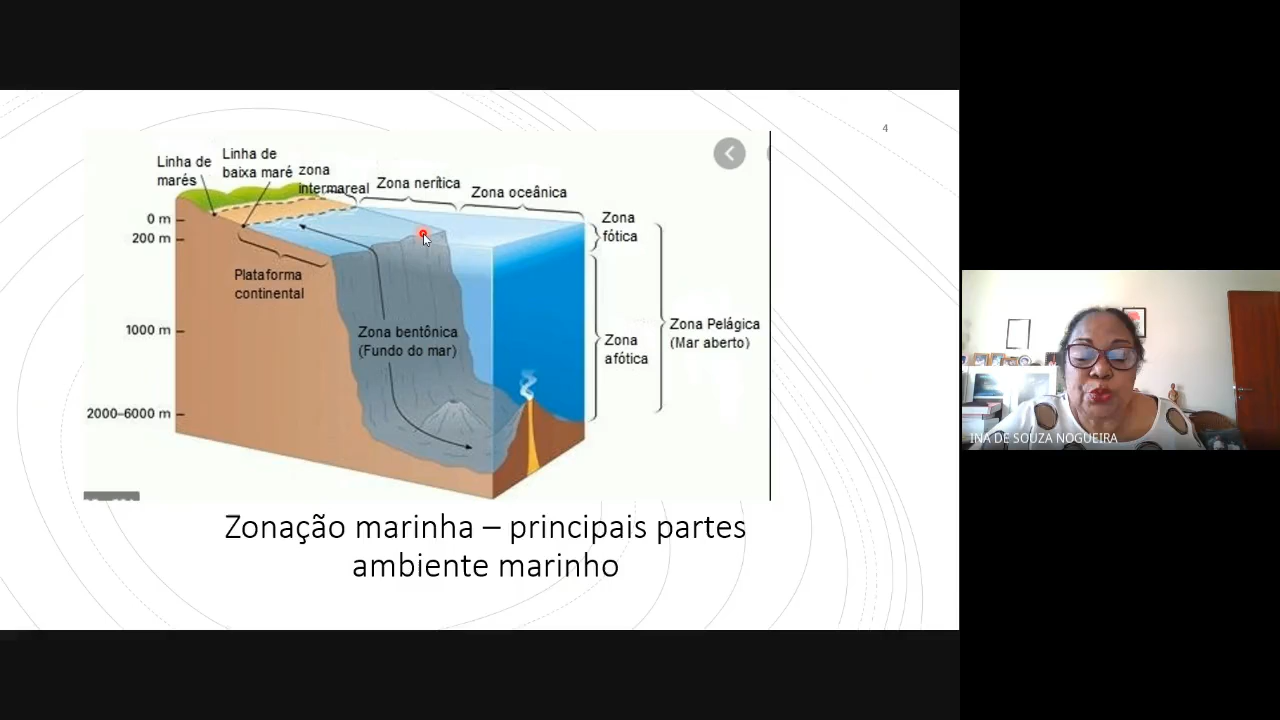 4
Linha de
marés
Linha de
baixa maré
zona
intermareal
Zona nerítica
Zona oceânica
0 m
200 m
1000 m
2000–6000 m
Plataforma
continental
Zona bentônica
(Fundo do mar)
Zona
fótica
Zona
afótica
Zona Pelágica
(Mar aberto)
Zonação marinha – principais partes
ambiente marinho
INA DE SOUZA NOGUEIRA